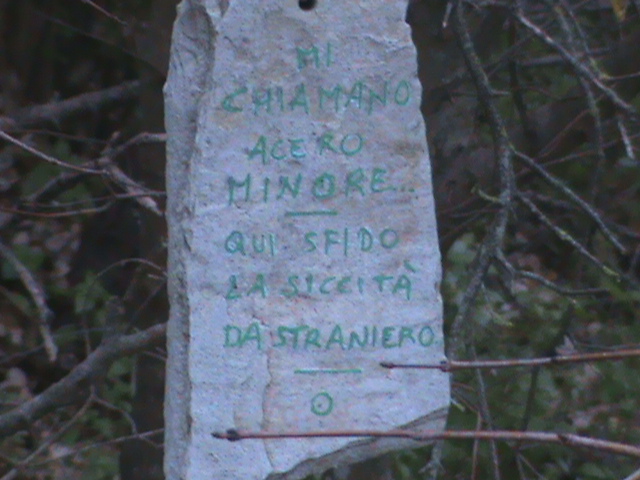 MI
CHIAMANO
ACERO
MINORE...
QUI SFIDO
LA SICCITÀ
DA STRANIERO
O